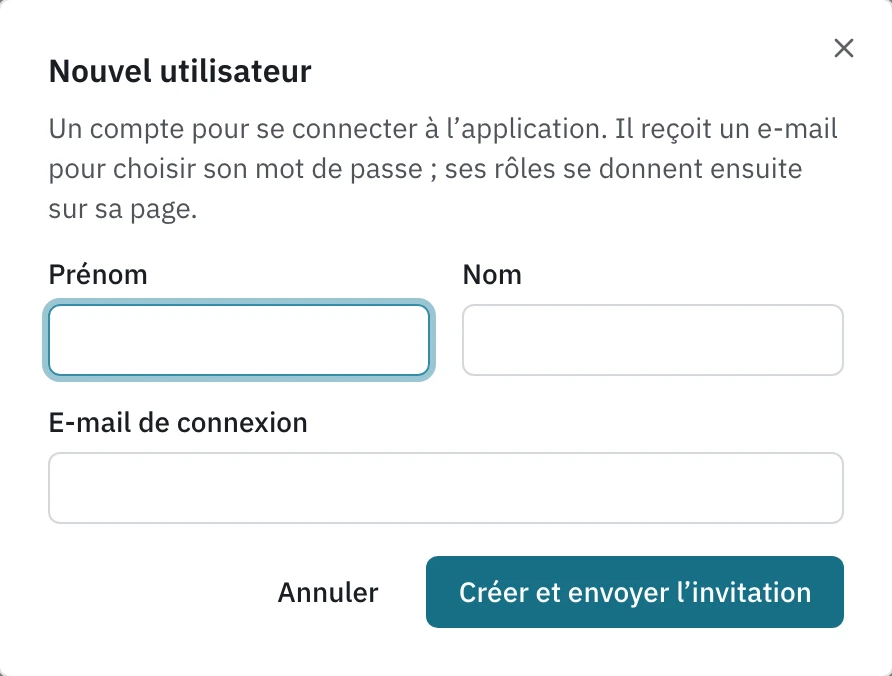 Nouvel utilisateur
Un compte pour se connecter à l’application. Il reçoit un e-mail
pour choisir son mot de passe ; ses rôles se donnent ensuite
sur sa page.
Prénom
Nom
E-mail de connexion
Annuler
Créer et envoyer l’invitation